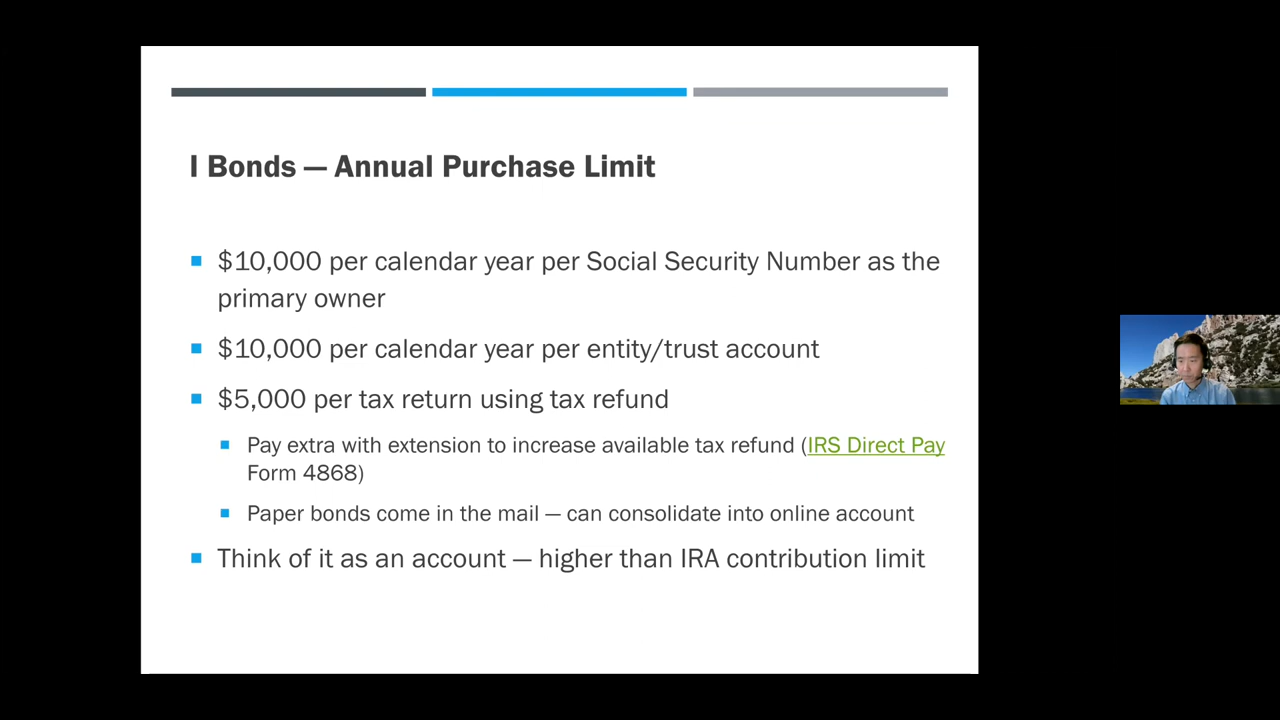 I Bonds — Annual Purchase Limit
$10,000 per calendar year per Social Security Number as the
primary owner
$10,000 per calendar year per entity/trust account
$5,000 per tax return using tax refund
Pay extra with extension to increase available tax refund (IRS Direct Pay
Form 4868)
Paper bonds come in the mail — can consolidate into online account
Think of it as an account — higher than IRA contribution limit